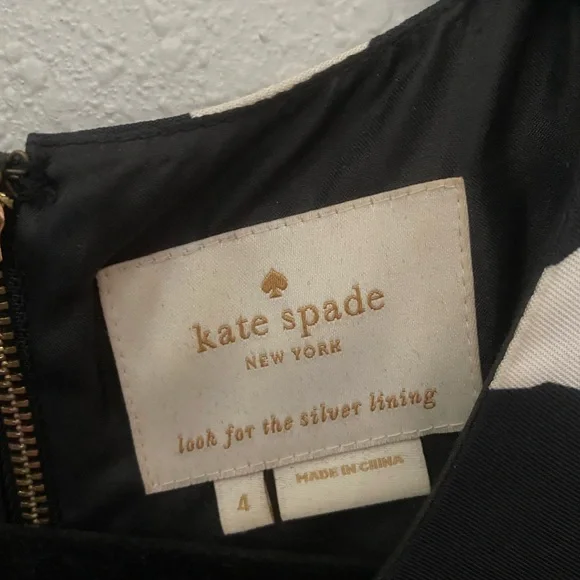 kate spade
NEW YORK
look for the silver lining
4
MADE IN CHINA